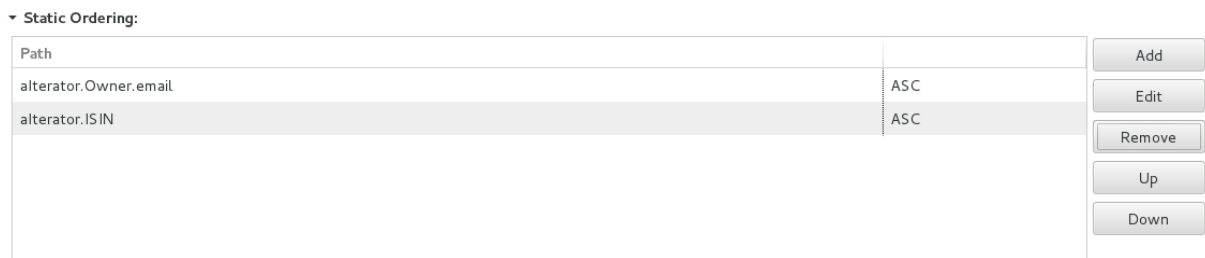 Static Ordering:
Path
Add
alterator.Owner.email ASC
Edit
alterator.ISIN ASC
Remove
Up
Down